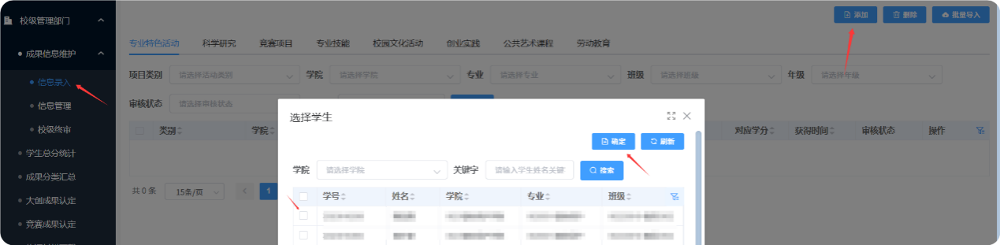 校级管理部门
成果信息维护
信息录入
信息管理
校级终审
学生总分统计
成果分类汇总
大创成果认定
竞赛成果认定
添加 删除 批量导入
专业特色活动 科学研究 竞赛项目 专业技能 校园文化活动 创业实践 公共艺术课程 劳动教育
项目类别 请选择活动类别 学院 请选择学院 专业 请选择专业 班级 请选择班级 年级 请选择年级
审核状态 请选择审核状态
类别 学院 对应学分 获得时间 审核状态 操作
共 0 条 15条/页 1
选择学生
确定 刷新
学院 请选择学院 关键字 请输入学生姓名关键 搜索
学号 姓名 学院 专业 班级